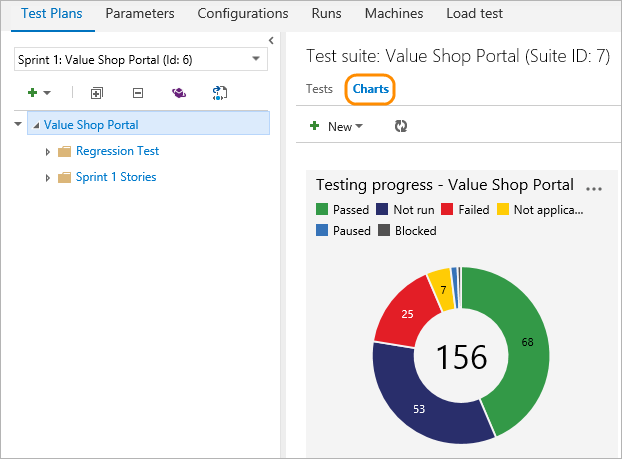 Test Plans Parameters Configurations Runs Machines Load test
Sprint 1: Value Shop Portal (Id: 6)
Value Shop Portal
Regression Test
Sprint 1 Stories
Test suite: Value Shop Portal (Suite ID: 7)
Tests Charts
New
Testing progress - Value Shop Portal ...
Passed Not run Failed Not applica...
Paused Blocked
7
25
68
156
53